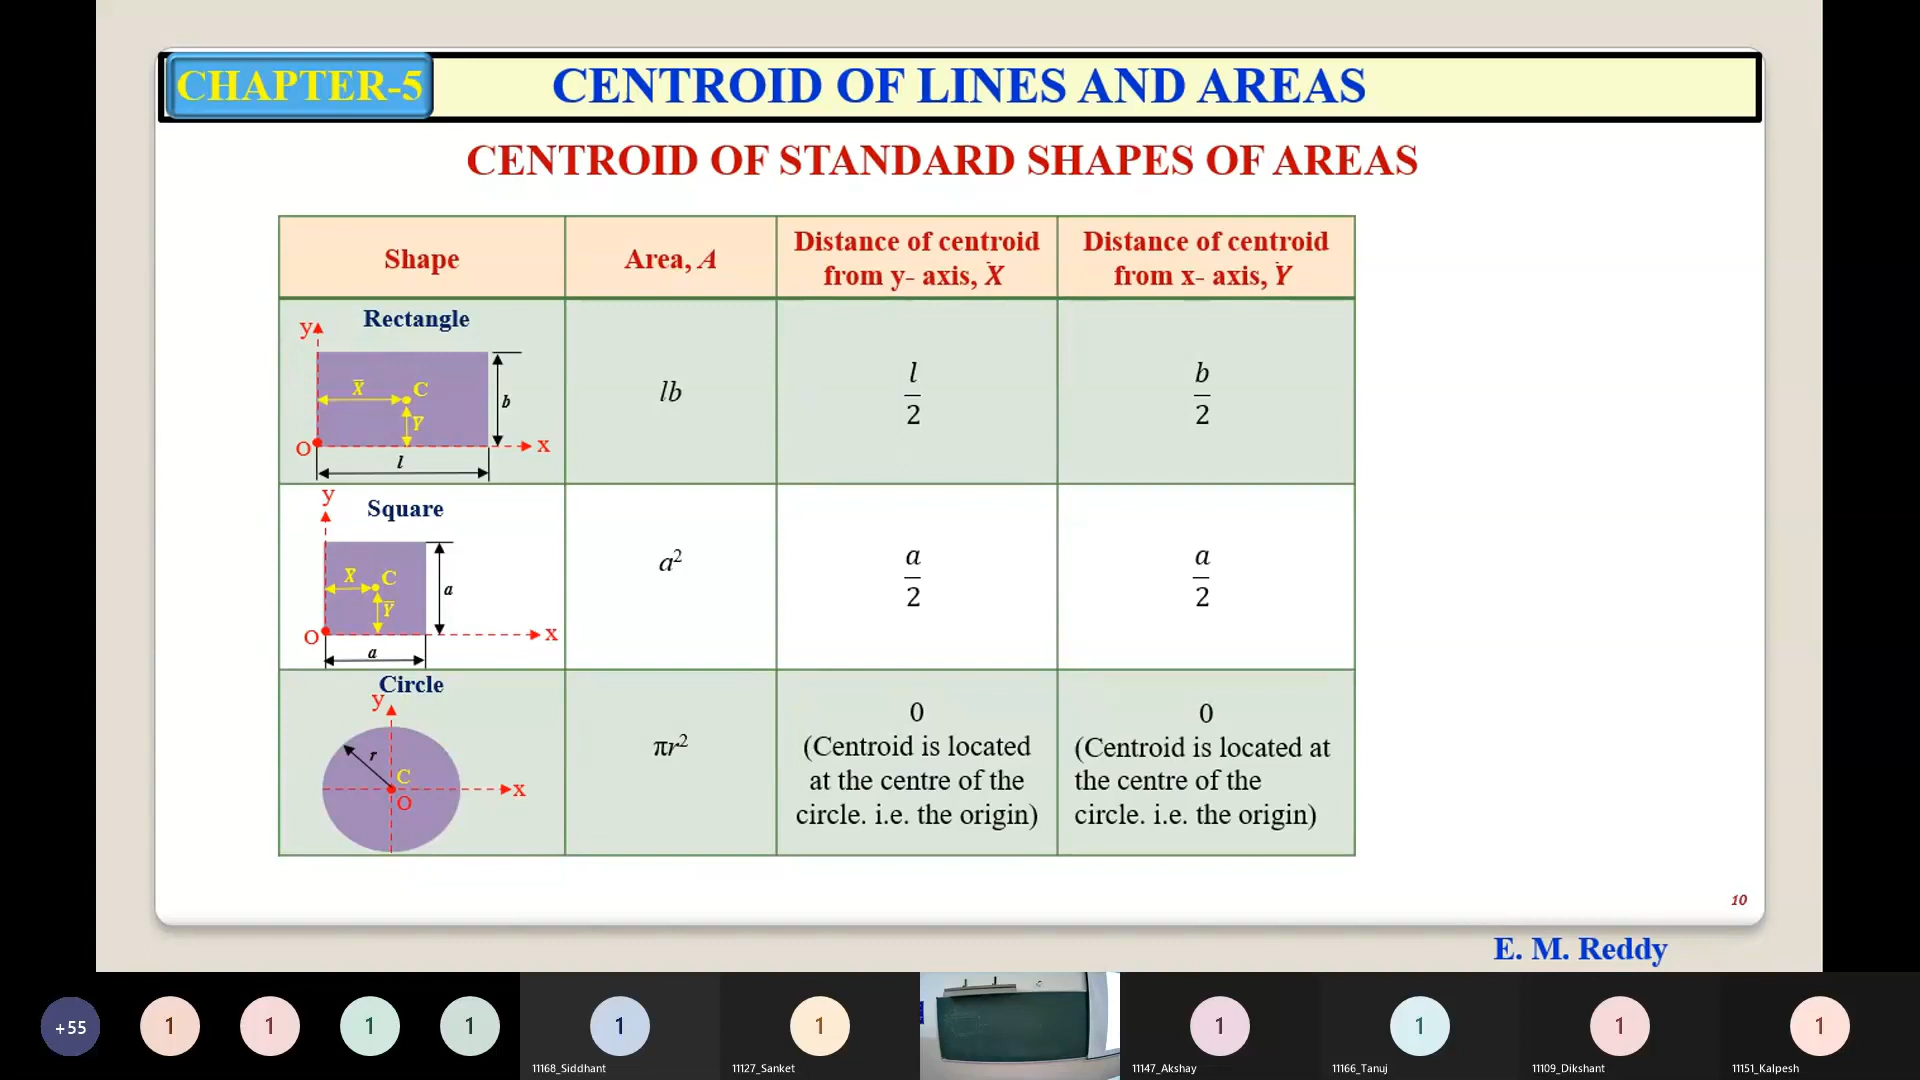 CHAPTER-5
CENTROID OF LINES AND AREAS
CENTROID OF STANDARD SHAPES OF AREAS
Shape
Area, A
Distance of centroid
from y- axis, X̄
Distance of centroid
from x- axis, Ȳ
Rectangle
y
X̄
C
Ȳ
b
O
x
l
lb
l/2
b/2
y
Square
X̄
C
Ȳ
a
O
x
a
a²
a/2
a/2
Circle
y
r
C
O
x
πr²
0
(Centroid is located
at the centre of the
circle. i.e. the origin)
0
(Centroid is located at
the centre of the
circle. i.e. the origin)
10
E. M. Reddy
+55
1
1
1
1
1
11168_Siddhant
1
11127_Sanket
1
11147_Akshay
1
11166_Tanuj
1
11109_Dikshant
1
11151_Kalpesh